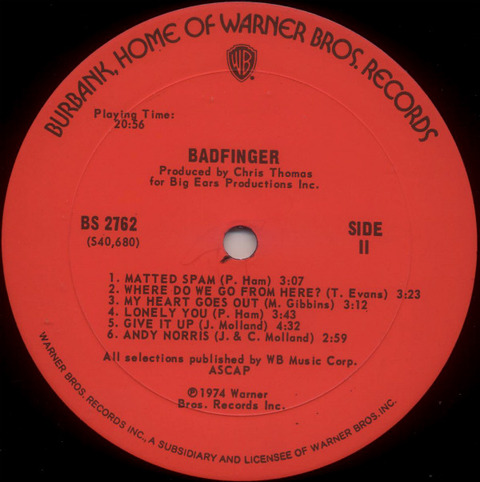 BURBANK, HOME OF WARNER BROS. RECORDS
WB
Playing Time:
20:56
BADFINGER
Produced by Chris Thomas
for Big Ears Productions Inc.
BS 2762
(S40,680)
SIDE
II
1. MATTED SPAM (P. Ham) 3:07
2. WHERE DO WE GO FROM HERE? (T. Evans) 3:23
3. MY HEART GOES OUT (M. Gibbins) 3:12
4. LONELY YOU (P. Ham) 3:43
5. GIVE IT UP (J. Molland) 4:32
6. ANDY NORRIS (J. & C. Molland) 2:59
All selections published by WB Music Corp.
ASCAP
℗1974 Warner
Bros. Records Inc.
WARNER BROS. RECORDS INC., A SUBSIDIARY AND LICENSEE OF WARNER BROS. INC.